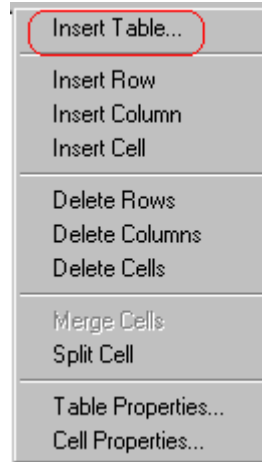 Insert Table...
Insert Row
Insert Column
Insert Cell
Delete Rows
Delete Columns
Delete Cells
Merge Cells
Split Cell
Table Properties...
Cell Properties...